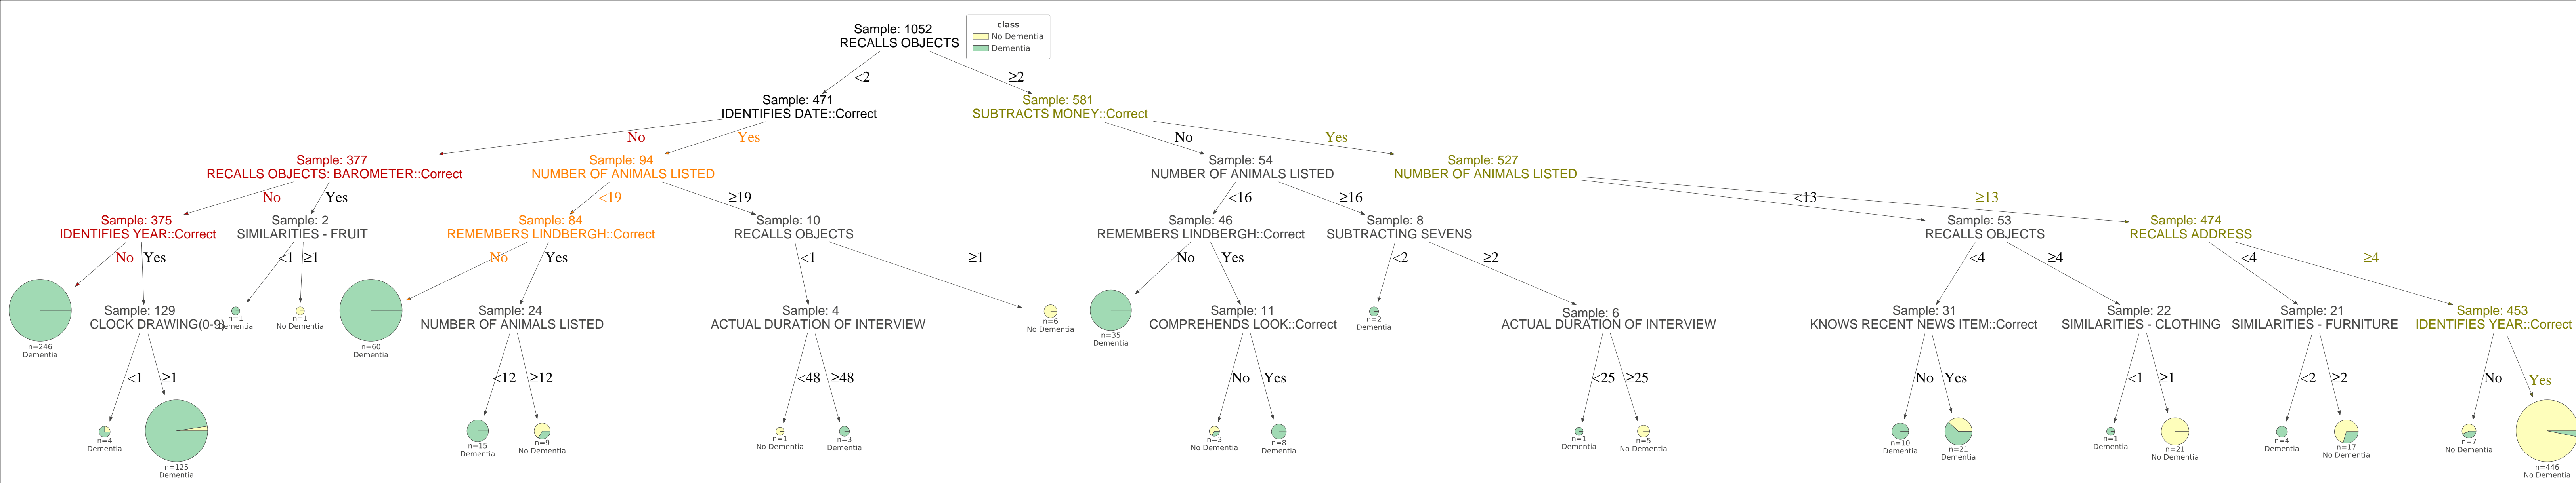 Sample: 1052
RECALLS OBJECTS
class
No Dementia
Dementia
<2
≥2
Sample: 471
IDENTIFIES DATE::Correct
Sample: 581
SUBTRACTS MONEY::Correct
No
Yes
No
Yes
Sample: 377
RECALLS OBJECTS: BAROMETER::Correct
Sample: 94
NUMBER OF ANIMALS LISTED
Sample: 54
NUMBER OF ANIMALS LISTED
Sample: 527
NUMBER OF ANIMALS LISTED
No
Yes
<19
≥19
<16
≥16
<13
≥13
Sample: 375
IDENTIFIES YEAR::Correct
Sample: 2
SIMILARITIES - FRUIT
Sample: 84
REMEMBERS LINDBERGH::Correct
Sample: 10
RECALLS OBJECTS
Sample: 46
REMEMBERS LINDBERGH::Correct
Sample: 8
SUBTRACTING SEVENS
Sample: 53
RECALLS OBJECTS
Sample: 474
RECALLS ADDRESS
No
Yes
<1
≥1
No
Yes
<1
≥1
No
Yes
<2
≥2
<4
≥4
<4
≥4
n=246
Dementia
Sample: 129
CLOCK DRAWING(0-9)
n=1
Dementia
n=1
No Dementia
n=60
Dementia
Sample: 24
NUMBER OF ANIMALS LISTED
Sample: 4
ACTUAL DURATION OF INTERVIEW
n=6
No Dementia
n=35
Dementia
Sample: 11
COMPREHENDS LOOK::Correct
n=2
Dementia
Sample: 6
ACTUAL DURATION OF INTERVIEW
Sample: 31
KNOWS RECENT NEWS ITEM::Correct
Sample: 22
SIMILARITIES - CLOTHING
Sample: 21
SIMILARITIES - FURNITURE
Sample: 453
IDENTIFIES YEAR::Correct
<1
≥1
<12
≥12
<48
≥48
No
Yes
<25
≥25
No
Yes
<1
≥1
<2
≥2
No
Yes
n=4
Dementia
n=125
Dementia
n=15
Dementia
n=9
No Dementia
n=1
No Dementia
n=3
Dementia
n=3
No Dementia
n=8
Dementia
n=1
Dementia
n=5
No Dementia
n=10
Dementia
n=21
Dementia
n=1
Dementia
n=21
No Dementia
n=4
Dementia
n=17
No Dementia
n=7
No Dementia
n=446
No Dementia